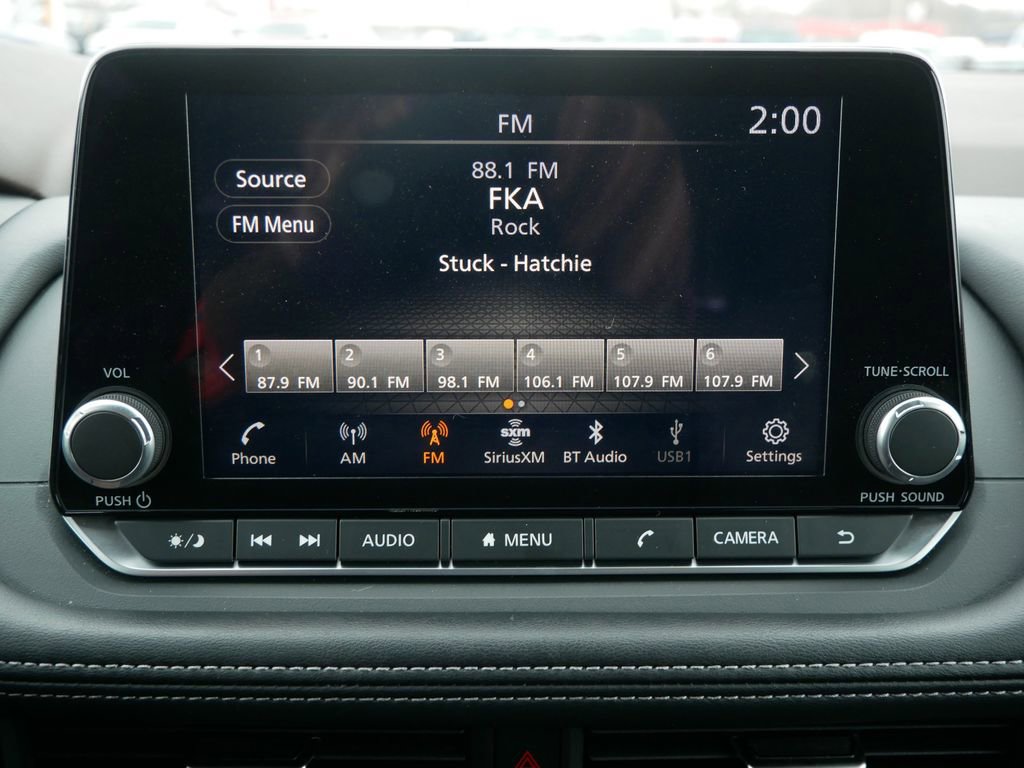 FM
2:00
Source
FM Menu
88.1 FM
FKA
Rock
Stuck - Hatchie
1 2 3 4 5 6
87.9 FM 90.1 FM 98.1 FM 106.1 FM 107.9 FM 107.9 FM
VOL
TUNE·SCROLL
sxm
Phone AM FM SiriusXM BT Audio USB1 Settings
PUSH
PUSH SOUND
AUDIO MENU CAMERA